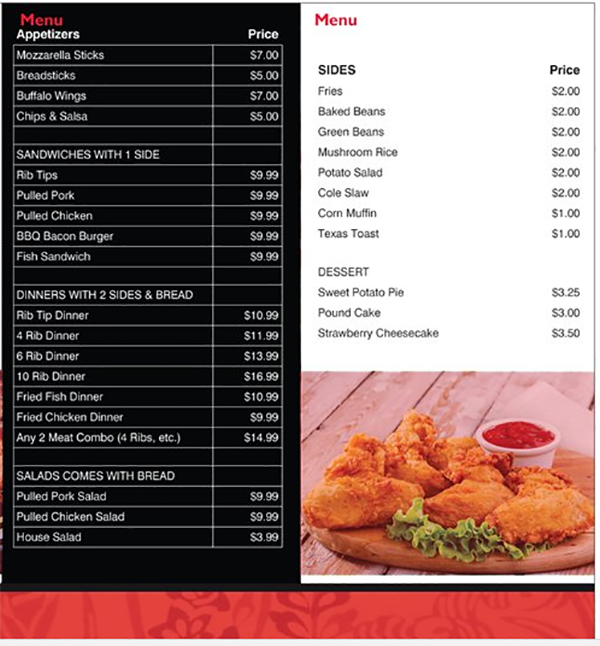 Menu
Appetizers Price
Mozzarella Sticks $7.00
Breadsticks $5.00
Buffalo Wings $7.00
Chips & Salsa $5.00
SANDWICHES WITH 1 SIDE
Rib Tips $9.99
Pulled Pork $9.99
Pulled Chicken $9.99
BBQ Bacon Burger $9.99
Fish Sandwich $9.99
DINNERS WITH 2 SIDES & BREAD
Rib Tip Dinner $10.99
4 Rib Dinner $11.99
6 Rib Dinner $13.99
10 Rib Dinner $16.99
Fried Fish Dinner $10.99
Fried Chicken Dinner $9.99
Any 2 Meat Combo (4 Ribs, etc.) $14.99
SALADS COMES WITH BREAD
Pulled Pork Salad $9.99
Pulled Chicken Salad $9.99
House Salad $3.99
Menu
SIDES Price
Fries $2.00
Baked Beans $2.00
Green Beans $2.00
Mushroom Rice $2.00
Potato Salad $2.00
Cole Slaw $2.00
Corn Muffin $1.00
Texas Toast $1.00
DESSERT
Sweet Potato Pie $3.25
Pound Cake $3.00
Strawberry Cheesecake $3.50